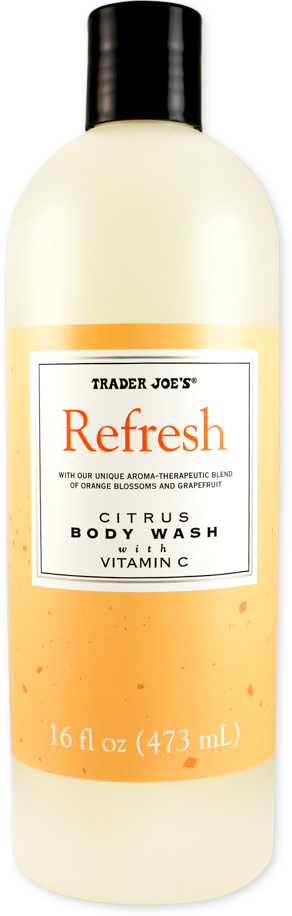 TRADER JOE'S®
Refresh
WITH OUR UNIQUE AROMA-THERAPEUTIC BLEND
OF ORANGE BLOSSOMS AND GRAPEFRUIT
CITRUS
BODY WASH
with
VITAMIN C
16 fl oz (473 mL)